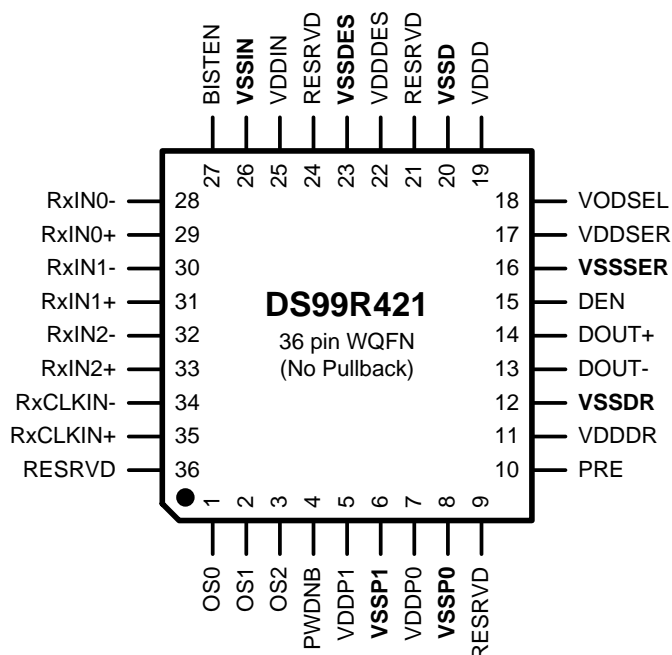 BISTEN
VSSIN
VDDIN
RESRVD
VSSDES
VDDDES
RESRVD
VSSD
VDDD
27 26 25 24 23 22 21 20 19
RxIN0- 28
RxIN0+ 29
RxIN1- 30
RxIN1+ 31
RxIN2- 32
RxIN2+ 33
RxCLKIN- 34
RxCLKIN+ 35
RESRVD 36
DS99R421
36 pin WQFN
(No Pullback)
18 VODSEL
17 VDDSER
16 VSSSER
15 DEN
14 DOUT+
13 DOUT-
12 VSSDR
11 VDDDR
10 PRE
1 2 3 4 5 6 7 8 9
OS0
OS1
OS2
PWDNB
VDDP1
VSSP1
VDDP0
VSSP0
RESRVD